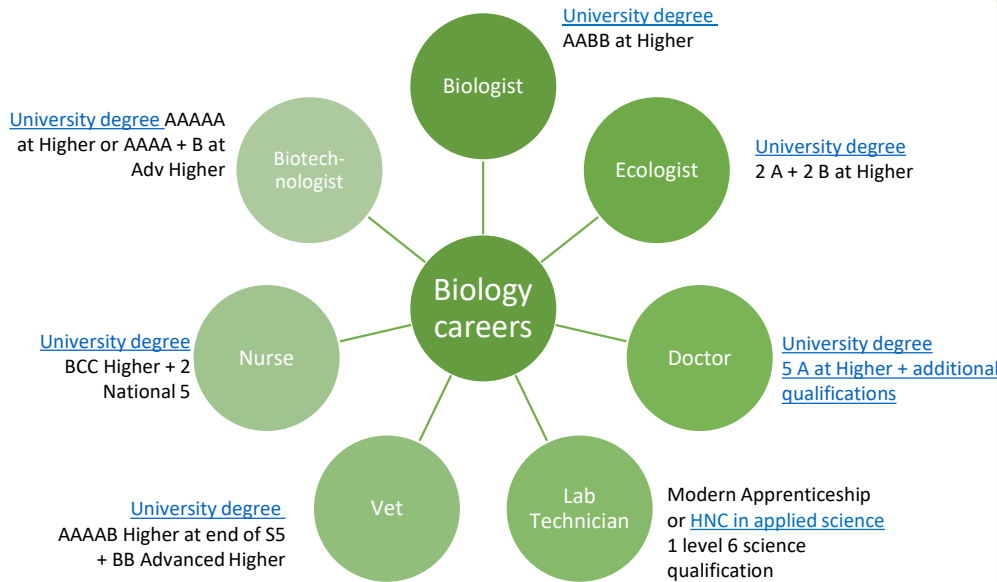 University degree
AABB at Higher
Biologist
University degree AAAAA
at Higher or AAAA + B at
Adv Higher
Biotech-
nologist
Ecologist
University degree
2 A + 2 B at Higher
Biology
careers
University degree
BCC Higher + 2
National 5
Nurse
Doctor
University degree
5 A at Higher + additional
qualifications
University degree
AAAAB Higher at end of S5
+ BB Advanced Higher
Vet
Lab
Technician
Modern Apprenticeship
or HNC in applied science
1 level 6 science
qualification